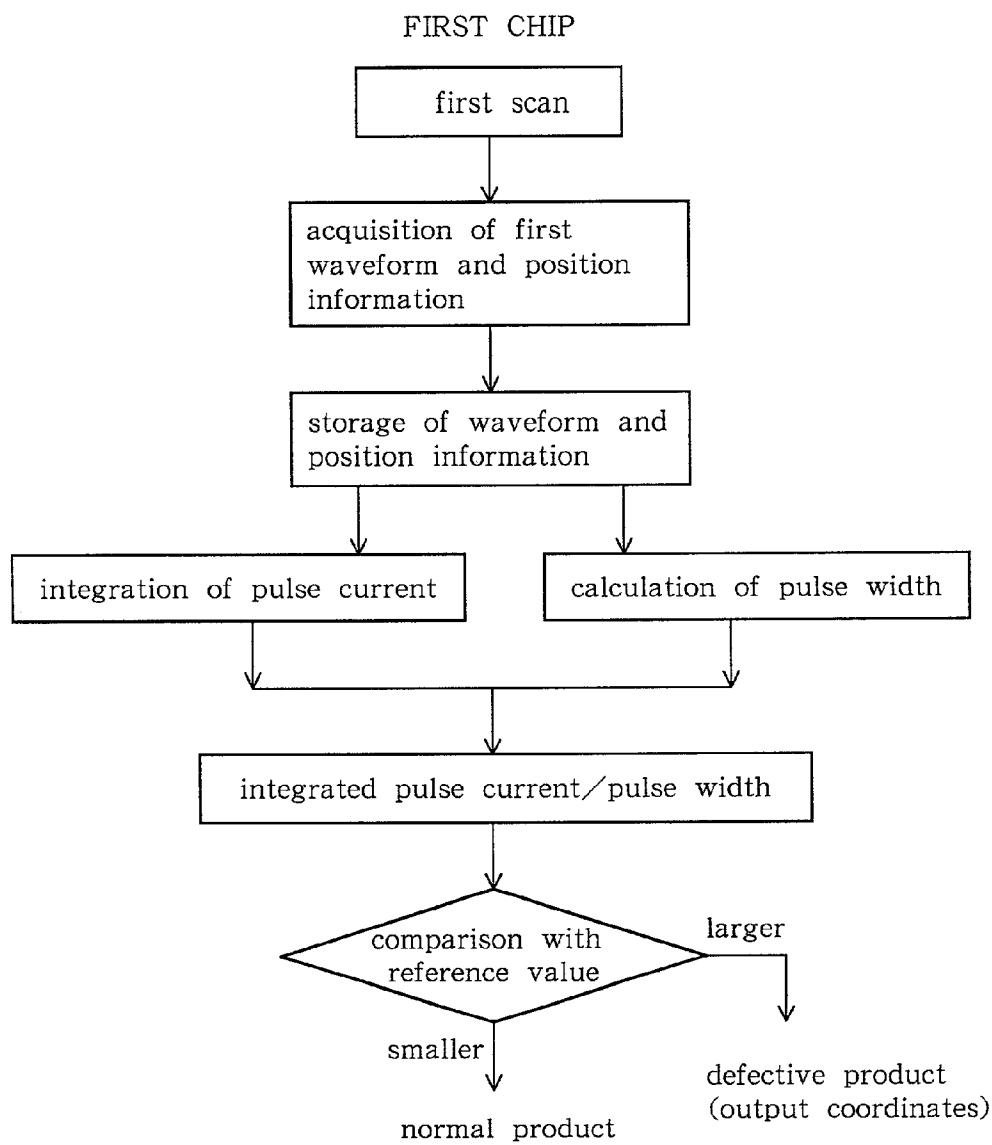 FIRST CHIP
first scan
acquisition of first
waveform and position
information
storage of waveform and
position information
integration of pulse current
calculation of pulse width
integrated pulse current/pulse width
comparison with
reference value
larger
smaller
defective product
(output coordinates)
normal product